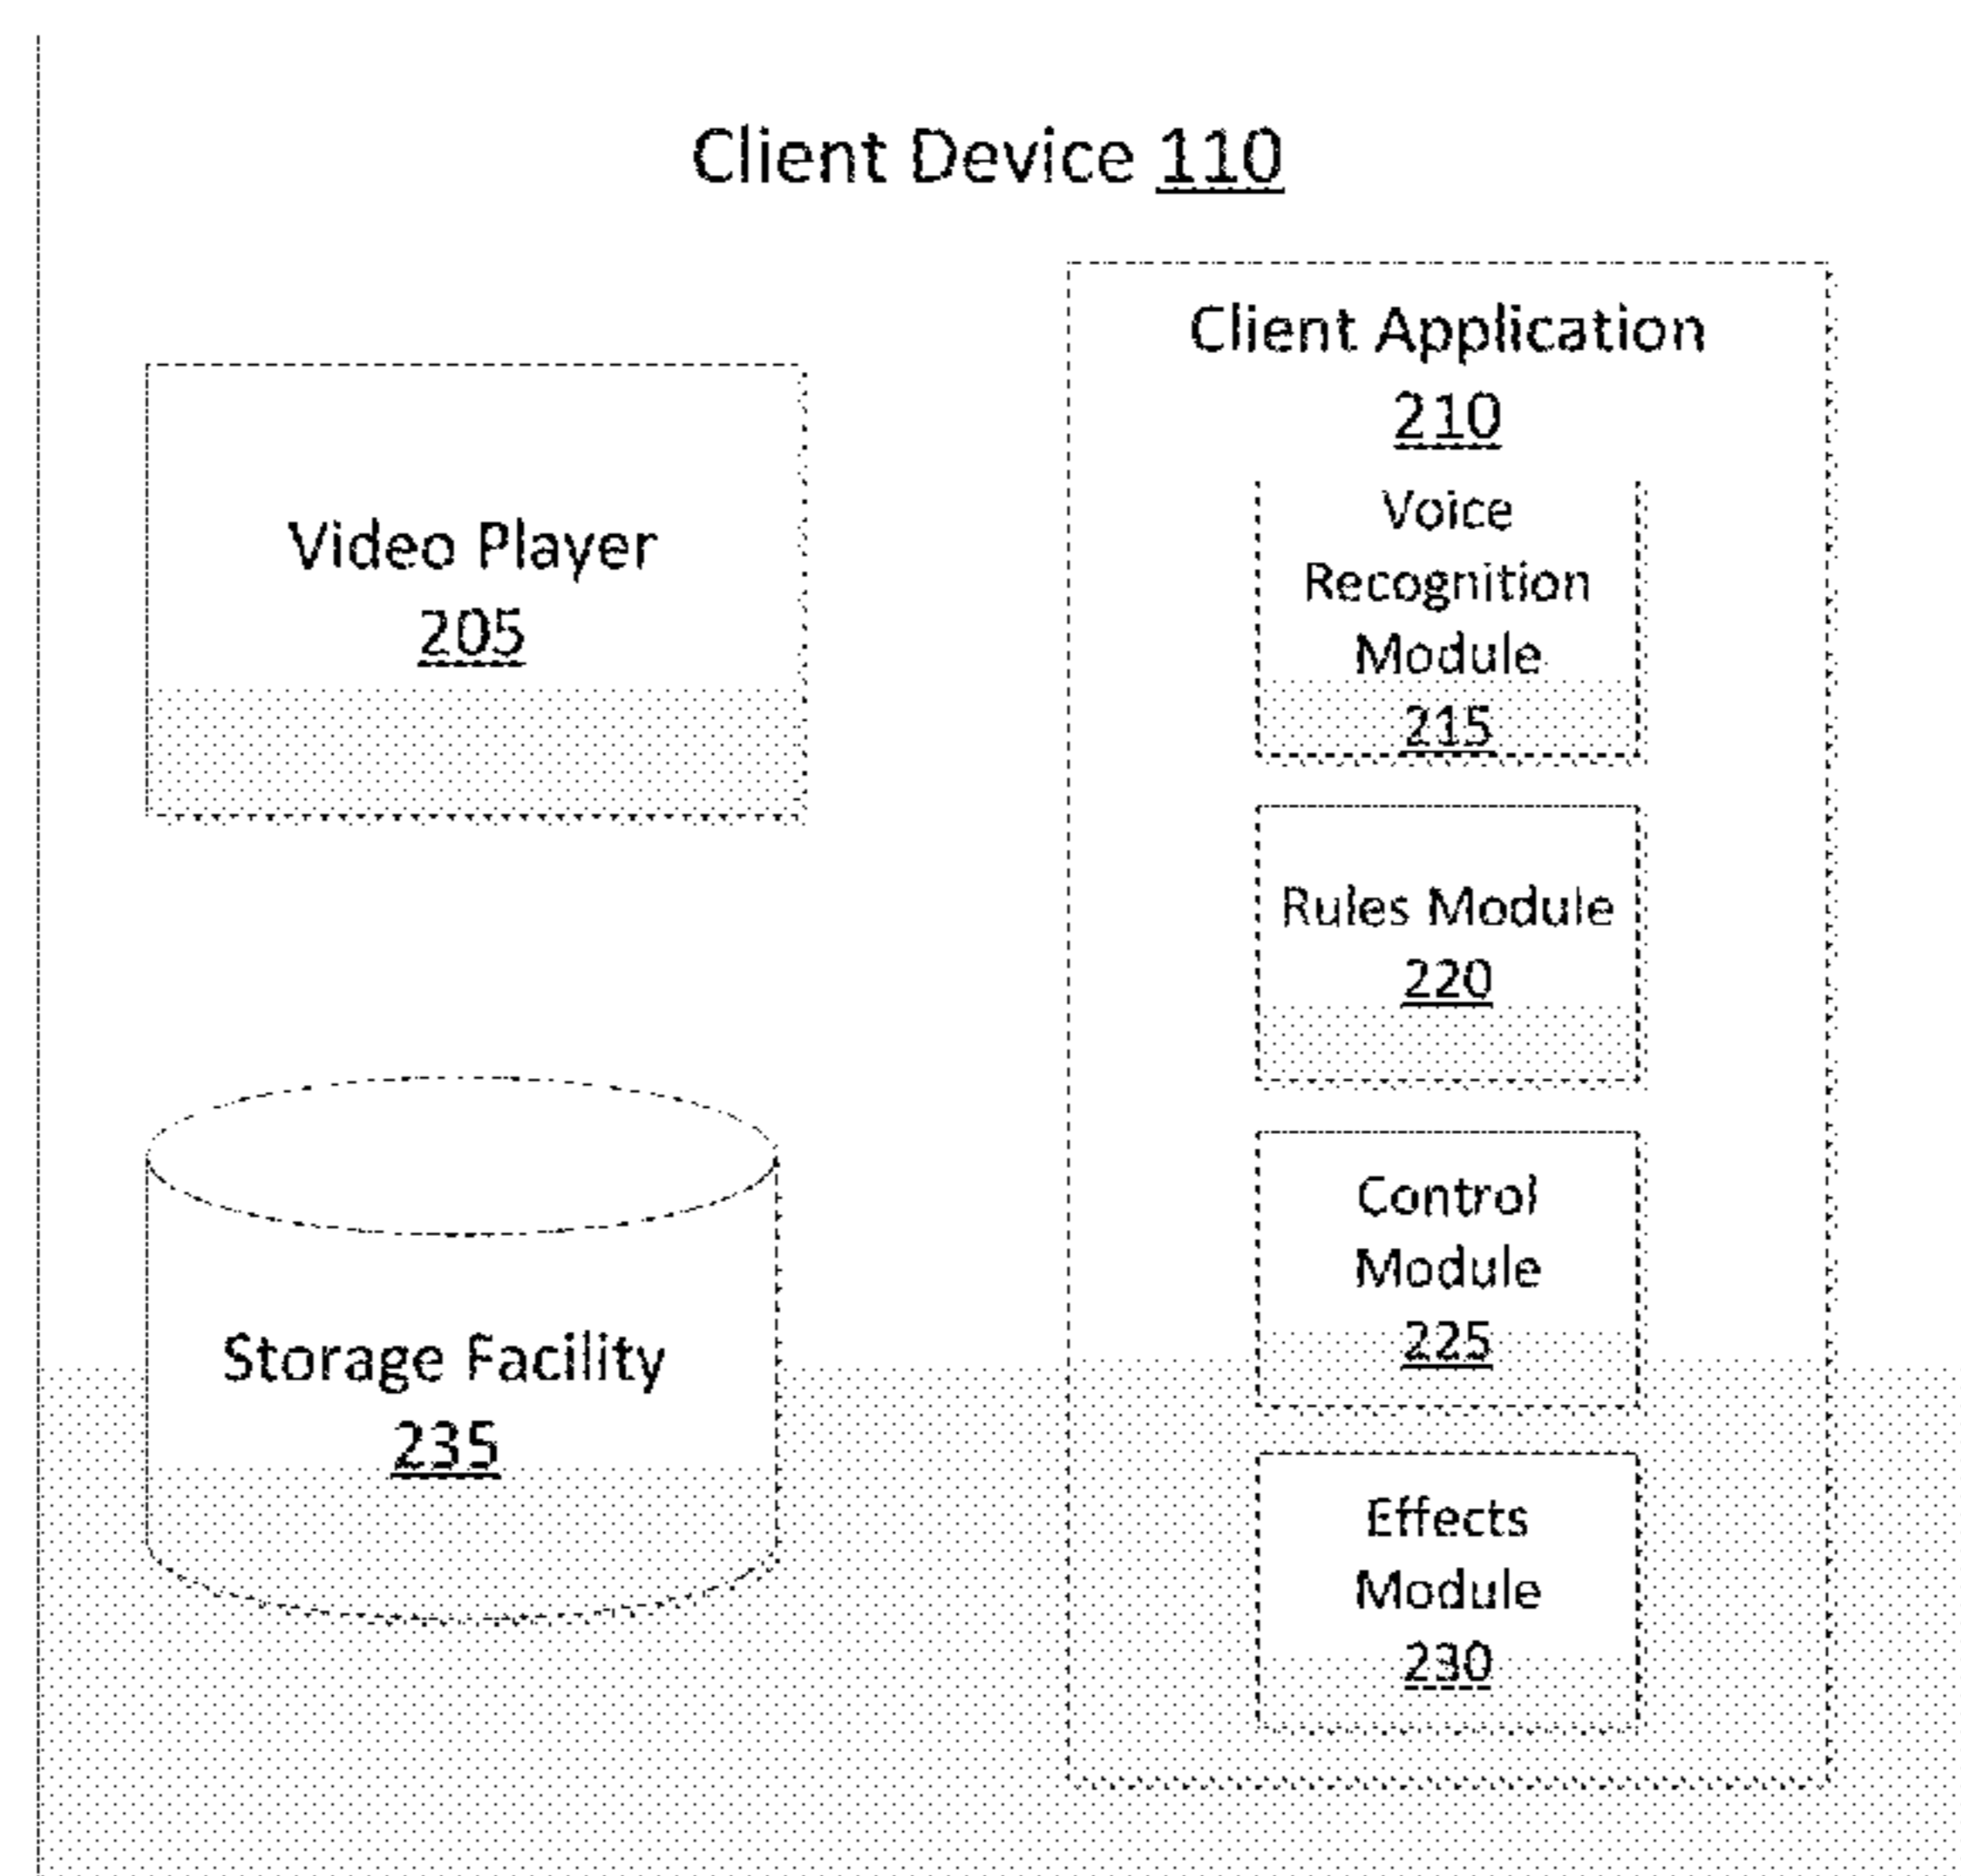 Client Device 110
Video Player
205
Storage Facility
235
Client Application
210
Voice
Recognition
Module
215
Rules Module
220
Control
Module
225
Effects
Module
230